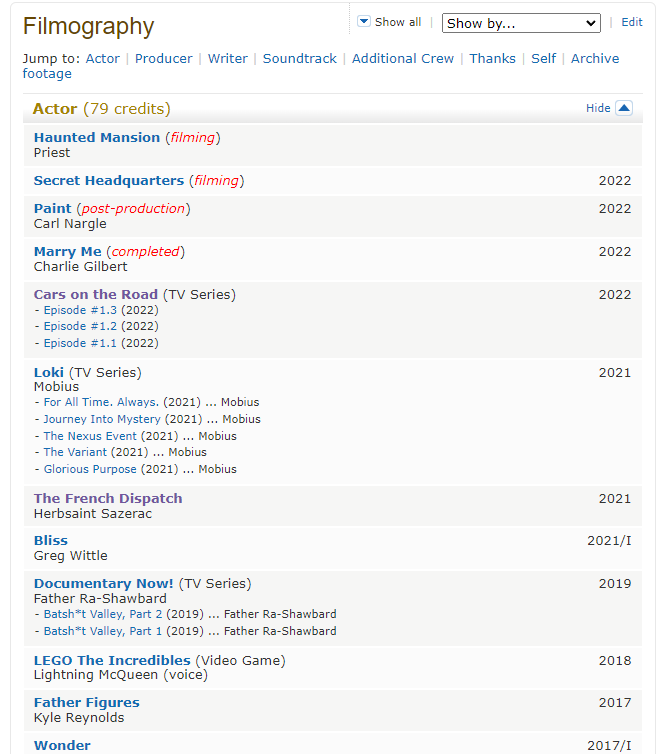 Filmography
Show all | Show by... | Edit
Jump to: Actor | Producer | Writer | Soundtrack | Additional Crew | Thanks | Self | Archive
footage
Actor (79 credits) Hide
Haunted Mansion (filming)
Priest
Secret Headquarters (filming) 2022
Paint (post-production) 2022
Carl Nargle
Marry Me (completed) 2022
Charlie Gilbert
Cars on the Road (TV Series) 2022
- Episode #1.3 (2022)
- Episode #1.2 (2022)
- Episode #1.1 (2022)
Loki (TV Series) 2021
Mobius
- For All Time. Always. (2021) ... Mobius
- Journey Into Mystery (2021) ... Mobius
- The Nexus Event (2021) ... Mobius
- The Variant (2021) ... Mobius
- Glorious Purpose (2021) ... Mobius
The French Dispatch 2021
Herbsaint Sazerac
Bliss 2021/I
Greg Wittle
Documentary Now! (TV Series) 2019
Father Ra-Shawbard
- Batsh*t Valley, Part 2 (2019) ... Father Ra-Shawbard
- Batsh*t Valley, Part 1 (2019) ... Father Ra-Shawbard
LEGO The Incredibles (Video Game) 2018
Lightning McQueen (voice)
Father Figures 2017
Kyle Reynolds
Wonder 2017/I